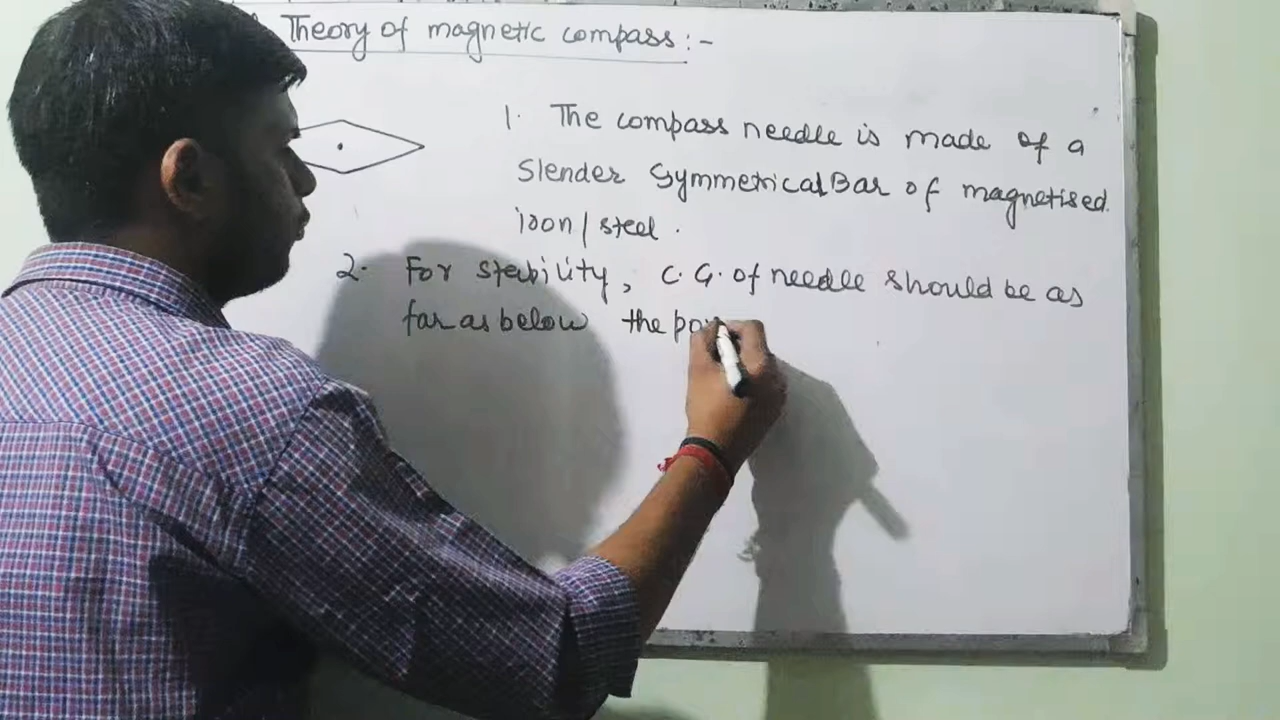 Theory of magnetic compass :-
1. The compass needle is made of a
Slender Symmetrical Bar of magnetised
iron / steel .
2. For stability , C.G. of needle should be as
far as below the po